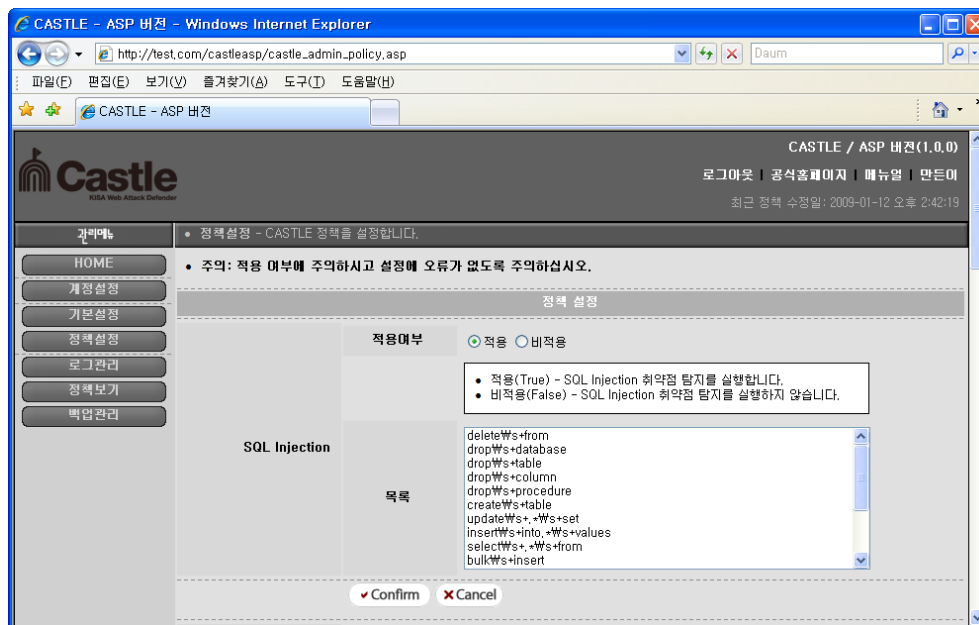 CASTLE - ASP 버전 - Windows Internet Explorer
http://test.com/castleasp/castle_admin_policy.asp
Daum
파일(F) 편집(E) 보기(V) 즐겨찾기(A) 도구(T) 도움말(H)
CASTLE - ASP 버전
Castle
KISA Web Attack Defender
CASTLE / ASP 버전(1.0.0)
로그아웃 | 공식홈페이지 | 메뉴얼 | 만든이
최근 정책 수정일: 2009-01-12 오후 2:42:19
관리메뉴
• 정책설정 - CASTLE 정책을 설정합니다.
HOME
계정설정
기본설정
정책설정
로그관리
정책보기
백업관리
• 주의: 적용 여부에 주의하시고 설정에 오류가 없도록 주의하십시오.
정책 설정
SQL Injection
적용여부
적용 비적용
• 적용(True) - SQL Injection 취약점 탐지를 실행합니다.
• 비적용(False) - SQL Injection 취약점 탐지를 실행하지 않습니다.
목록
delete₩s+from
drop₩s+database
drop₩s+table
drop₩s+column
drop₩s+procedure
create₩s+table
update₩s+.*₩s+set
insert₩s+into.*₩s+values
select₩s+.*₩s+from
bulk₩s+insert
Confirm Cancel